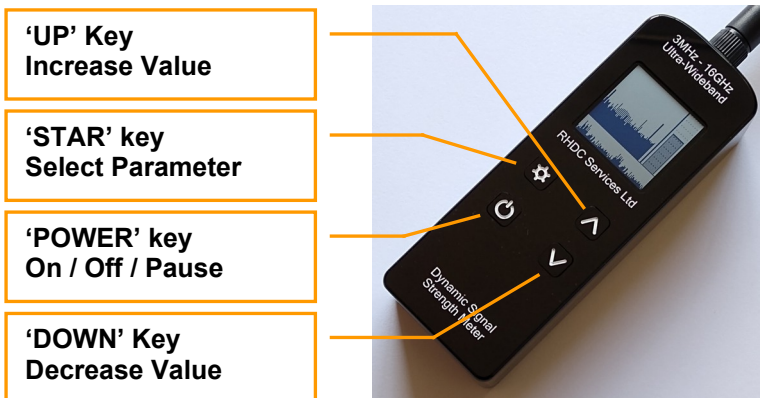 ‘UP’ Key
Increase Value
‘STAR’ key
Select Parameter
‘POWER’ key
On / Off / Pause
‘DOWN’ Key
Decrease Value
3MHz - 16GHz
Ultra-Wideband
RHDC Services Ltd
Dynamic Signal
Strength Meter